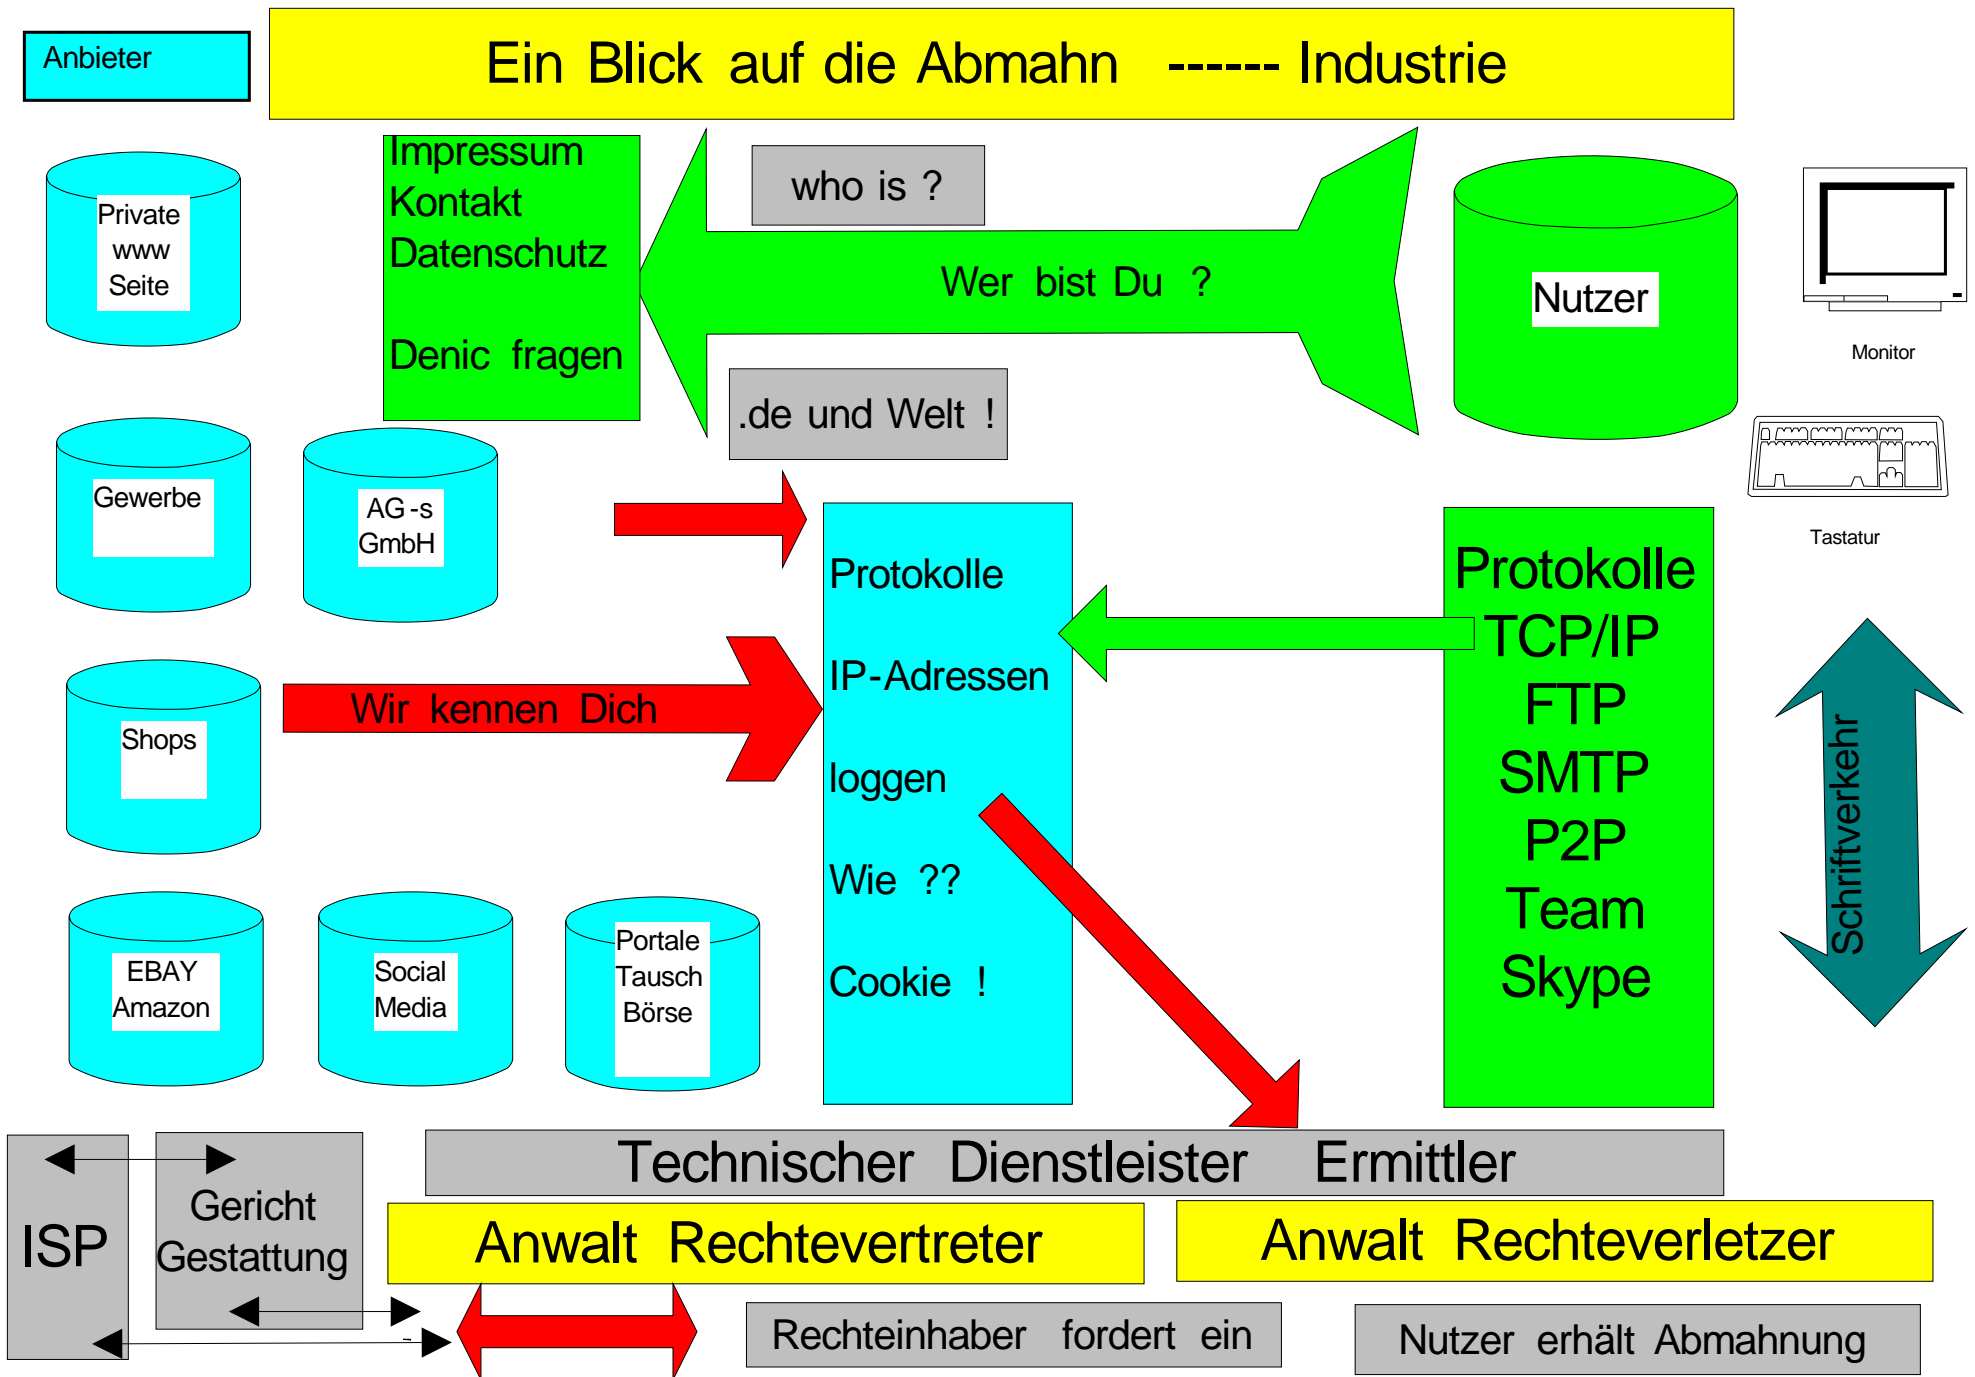 Anbieter
Ein Blick auf die Abmahn ------ Industrie
Private
www
Seite
Impressum
Kontakt
Datenschutz
Denic fragen
who is ?
Wer bist Du ?
.de und Welt !
Nutzer
Monitor
Tastatur
Gewerbe
AG-s
GmbH
Shops
Wir kennen Dich
EBAY
Amazon
Social
Media
Portale
Tausch
Börse
Protokolle
IP-Adressen
loggen
Wie ??
Cookie !
Protokolle
TCP/IP
FTP
SMTP
P2P
Team
Skype
Schriftverkehr
ISP
Gericht
Gestattung
Technischer Dienstleister Ermittler
Anwalt Rechtevertreter
Anwalt Rechteverletzer
Rechteinhaber fordert ein
Nutzer erhält Abmahnung